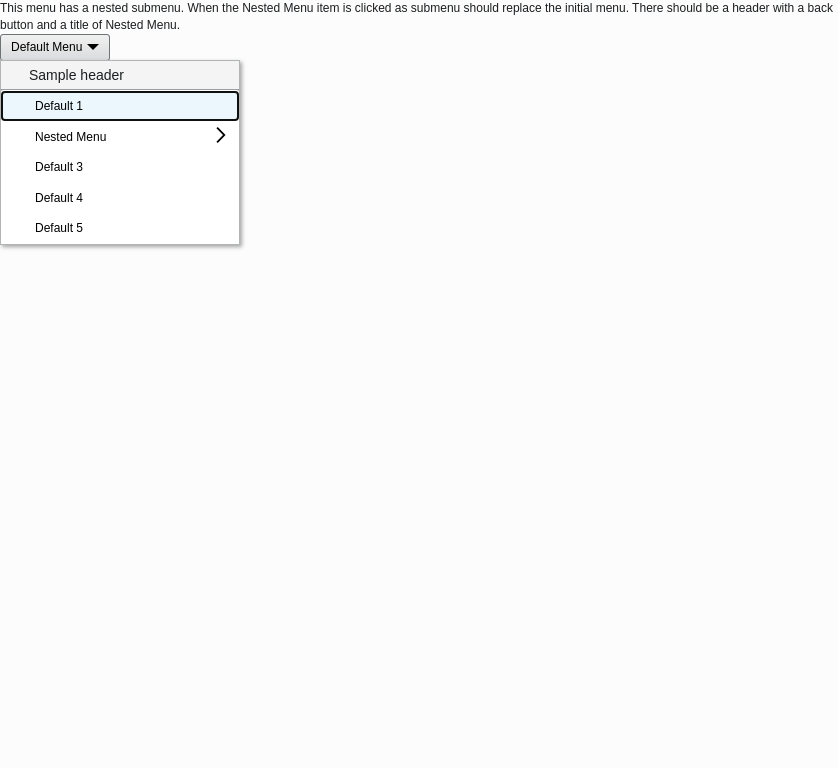 This menu has a nested submenu. When the Nested Menu item is clicked as submenu should replace the initial menu. There should be a header with a back
button and a title of Nested Menu.
Default Menu
Sample header
Default 1
Nested Menu
Default 3
Default 4
Default 5